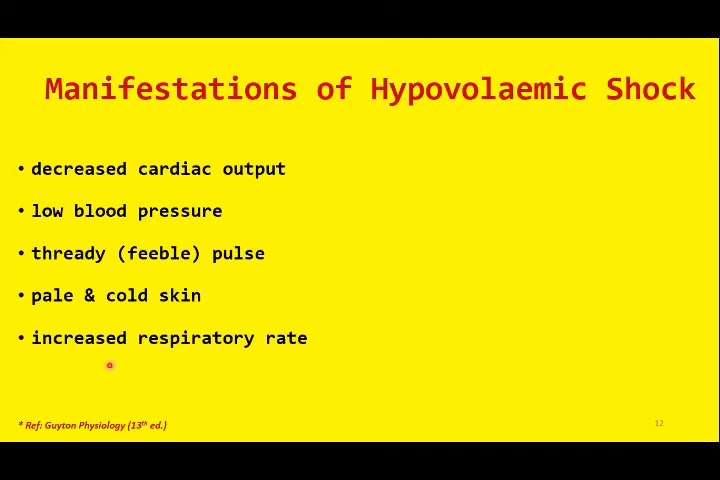 Manifestations of Hypovolaemic Shock
• decreased cardiac output
• low blood pressure
• thready (feeble) pulse
• pale & cold skin
• increased respiratory rate
* Ref: Guyton Physiology (13th ed.)
12